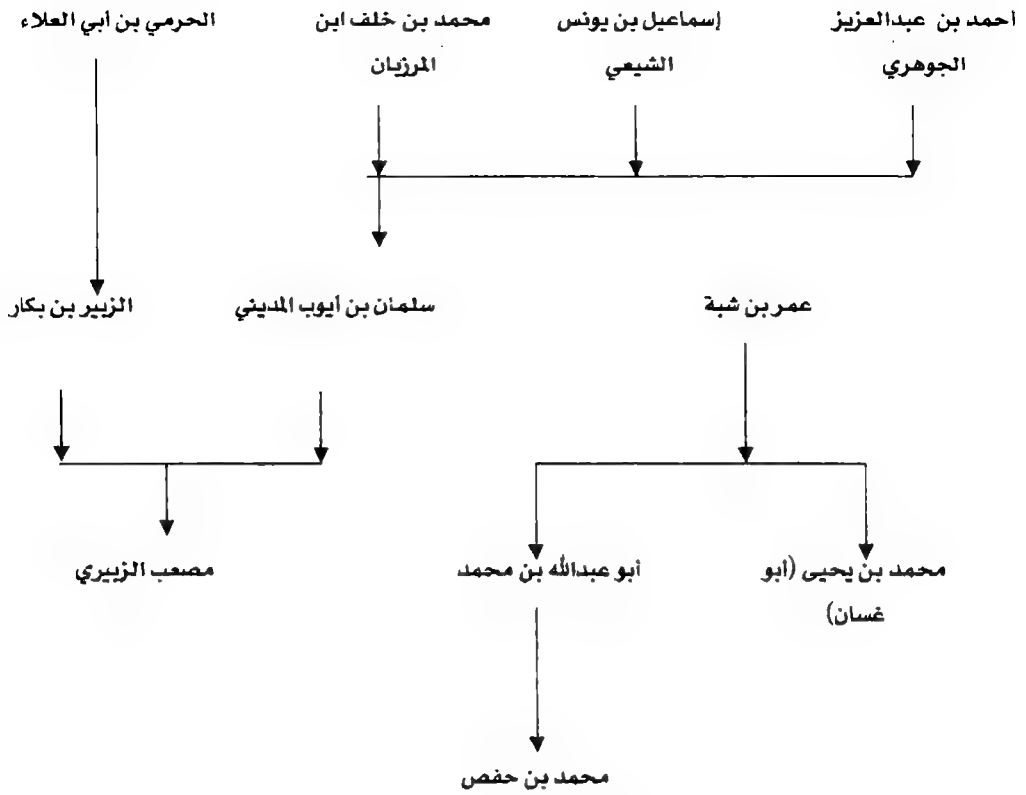 أحمد بن عبدالعزيز
الجوهري
إسماعيل بن يونس
الشيعي
محمد بن خلف ابن
المرزبان
الحرمي بن أبي العلاء
عمر بن شبة
سلمان بن أيوب المديني
الزبير بن بكار
محمد بن يحيى (أبو
غسان)
أبو عبدالله بن محمد
مصعب الزبيري
محمد بن حفص